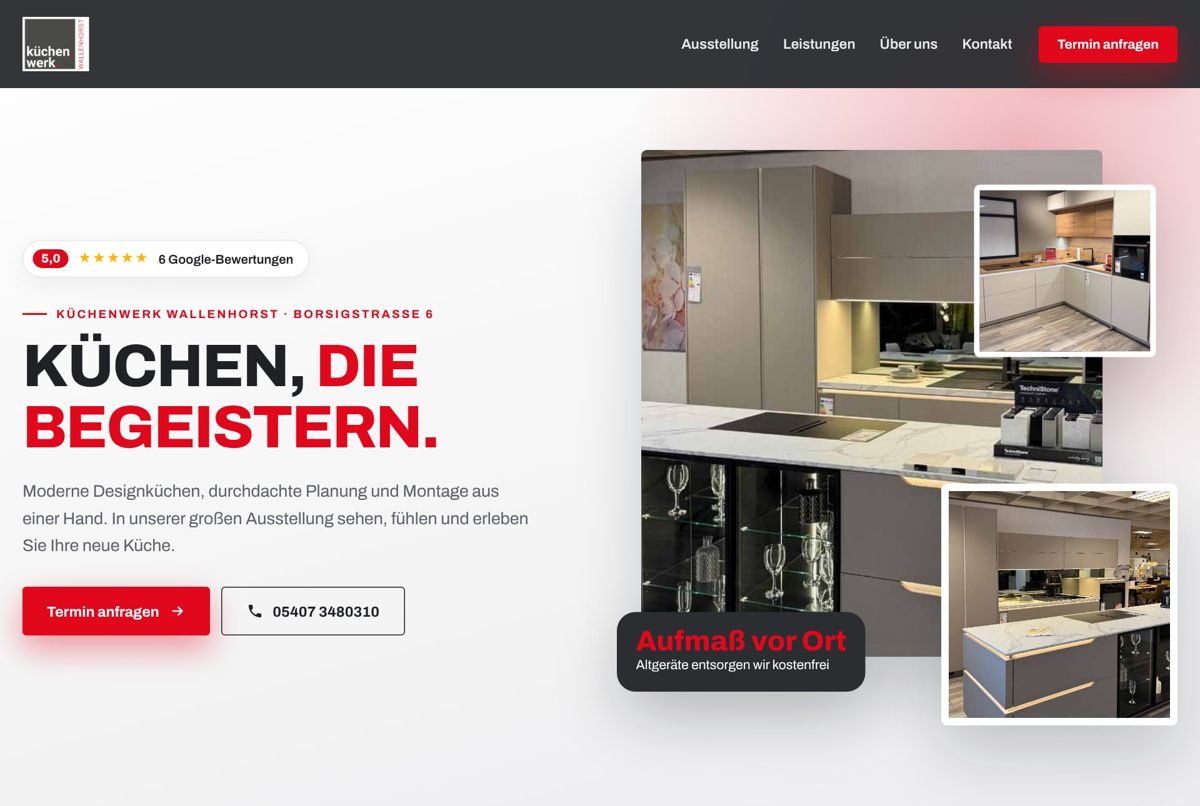 küchen
werk.
WALLENHORST
Ausstellung
Leistungen
Über uns
Kontakt
Termin anfragen
5,0 ★★★★★ 6 Google-Bewertungen
KÜCHENWERK WALLENHORST · BORSIGSTRASSE 6
KÜCHEN, DIE
BEGEISTERN.
Moderne Designküchen, durchdachte Planung und Montage aus
einer Hand. In unserer großen Ausstellung sehen, fühlen und erleben
Sie Ihre neue Küche.
Termin anfragen →
05407 3480310
TechniStone
TechniStone
Aufmaß vor Ort
Altgeräte entsorgen wir kostenfrei